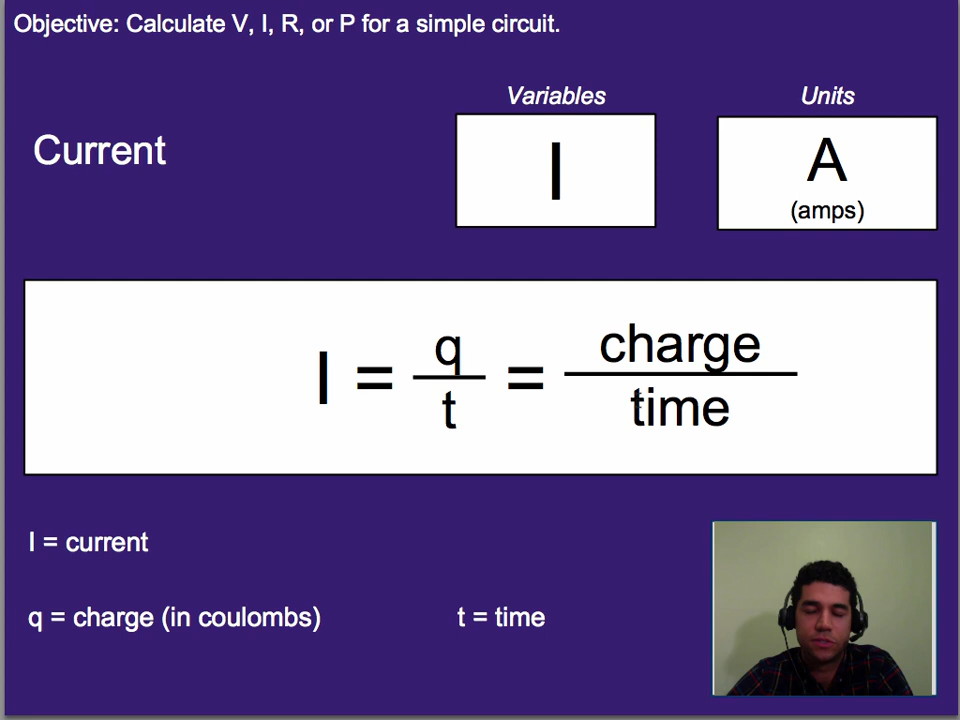 Objective: Calculate V, I, R, or P for a simple circuit.
Variables
Units
Current
I
A
(amps)
I = q/t = charge/time
I = current
q = charge (in coulombs)
t = time